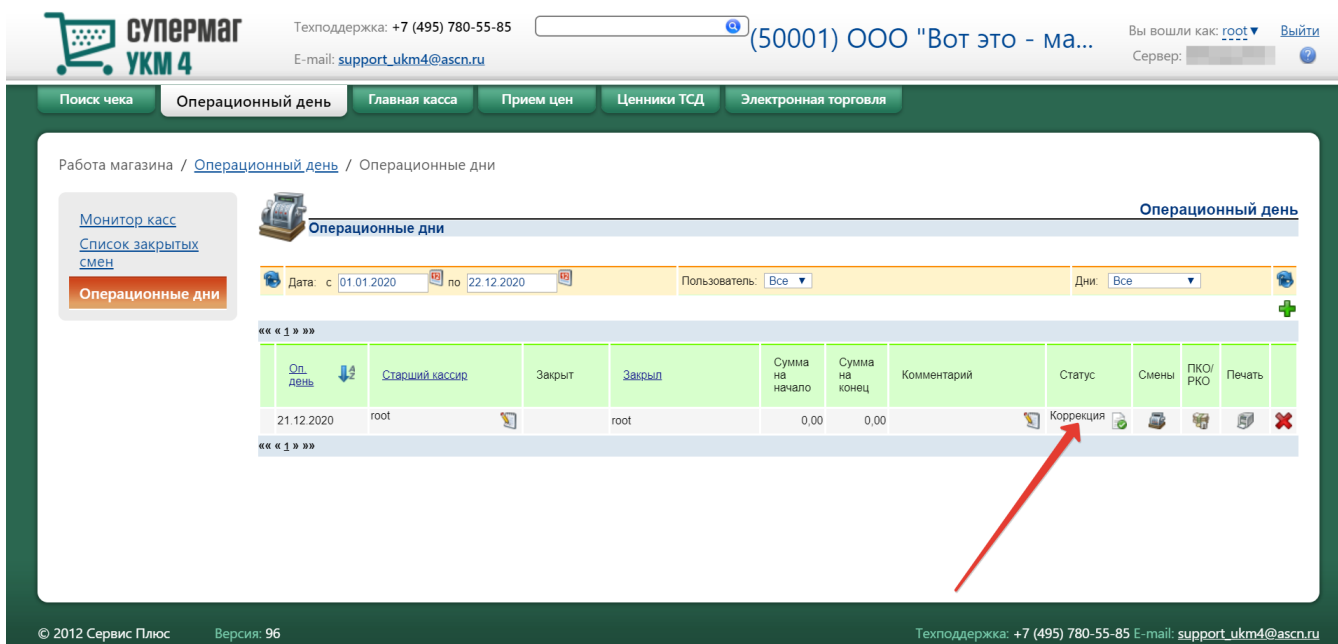 СУПЕРМАГ
УКМ 4
Техподдержка: +7 (495) 780-55-85
E-mail: support_ukm4@ascn.ru
(50001) ООО "Вот это - ма...
Вы вошли как: root▼ Выйти
Сервер:
Поиск чека Операционный день Главная касса Прием цен Ценники ТСД Электронная торговля
Работа магазина / Операционный день / Операционные дни
Монитор касс
Список закрытых
смен
Операционные дни
Операционный день
Операционные дни
Дата: с 01.01.2020 по 22.12.2020 Пользователь: Все ▼ Дни: Все ▼
«« « 1 » »»
Оп. день Старший кассир Закрыт Закрыл Сумма на начало Сумма на конец Комментарий Статус Смены ПКО/РКО Печать
21.12.2020 root root 0,00 0,00 Коррекция
«« « 1 » »»
© 2012 Сервис Плюс Версия: 96 Техподдержка: +7 (495) 780-55-85 E-mail: support_ukm4@ascn.ru